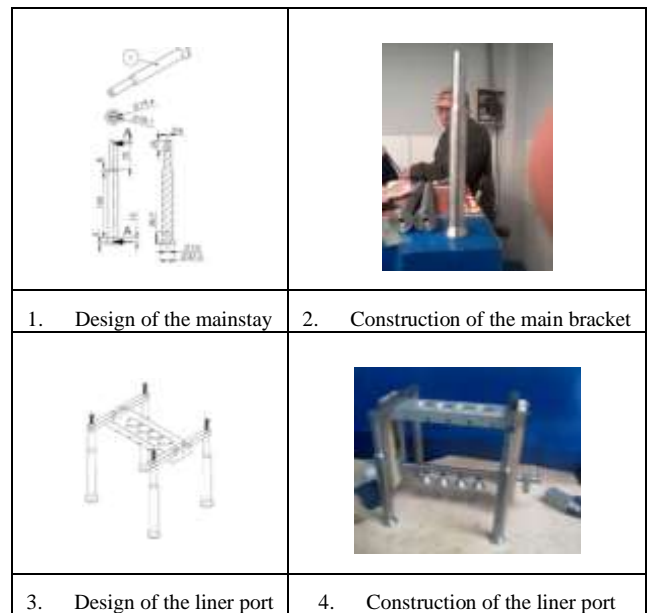 A
A
1. Design of the mainstay
2. Construction of the main bracket
3. Design of the liner port
4. Construction of the liner port